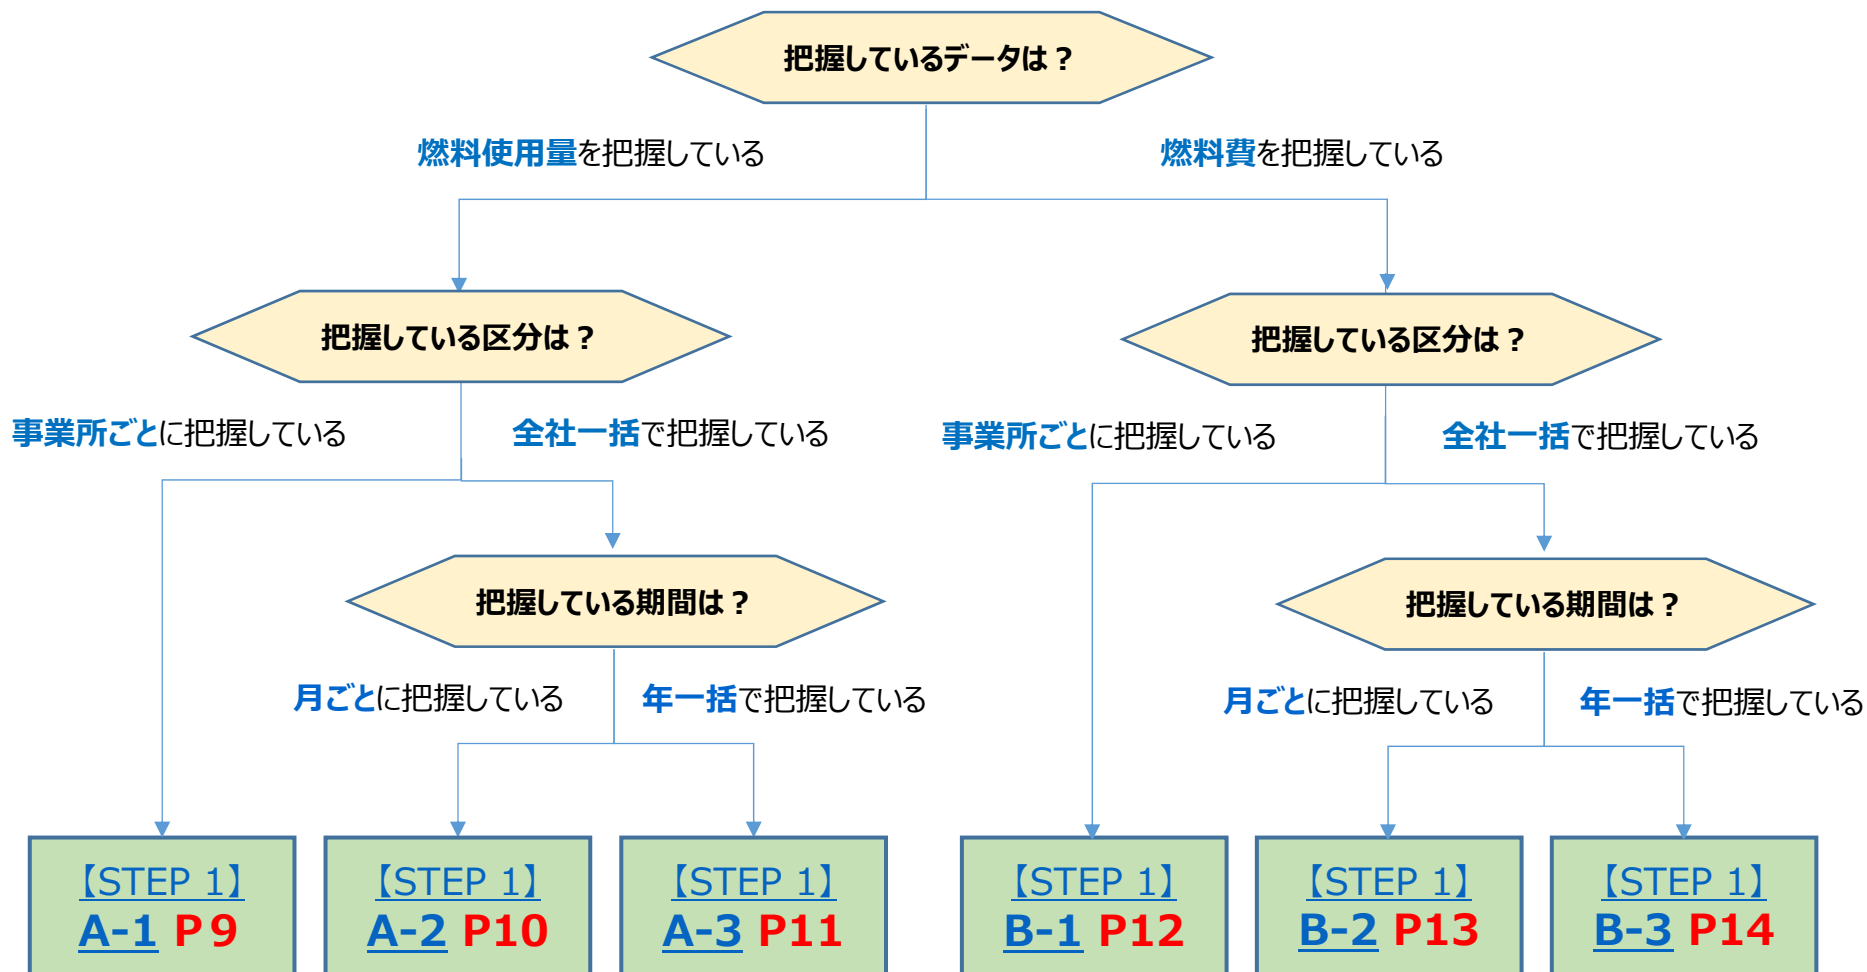 把握しているデータは？
燃料使用量を把握している
燃料費を把握している
把握している区分は？
把握している区分は？
事業所ごとに把握している
全社一括で把握している
事業所ごとに把握している
全社一括で把握している
把握している期間は？
把握している期間は？
月ごとに把握している
年一括で把握している
月ごとに把握している
年一括で把握している
【STEP 1】
A-1 P９
【STEP 1】
A-2 P10
【STEP 1】
A-3 P11
【STEP 1】
B-1 P12
【STEP 1】
B-2 P13
【STEP 1】
B-3 P14